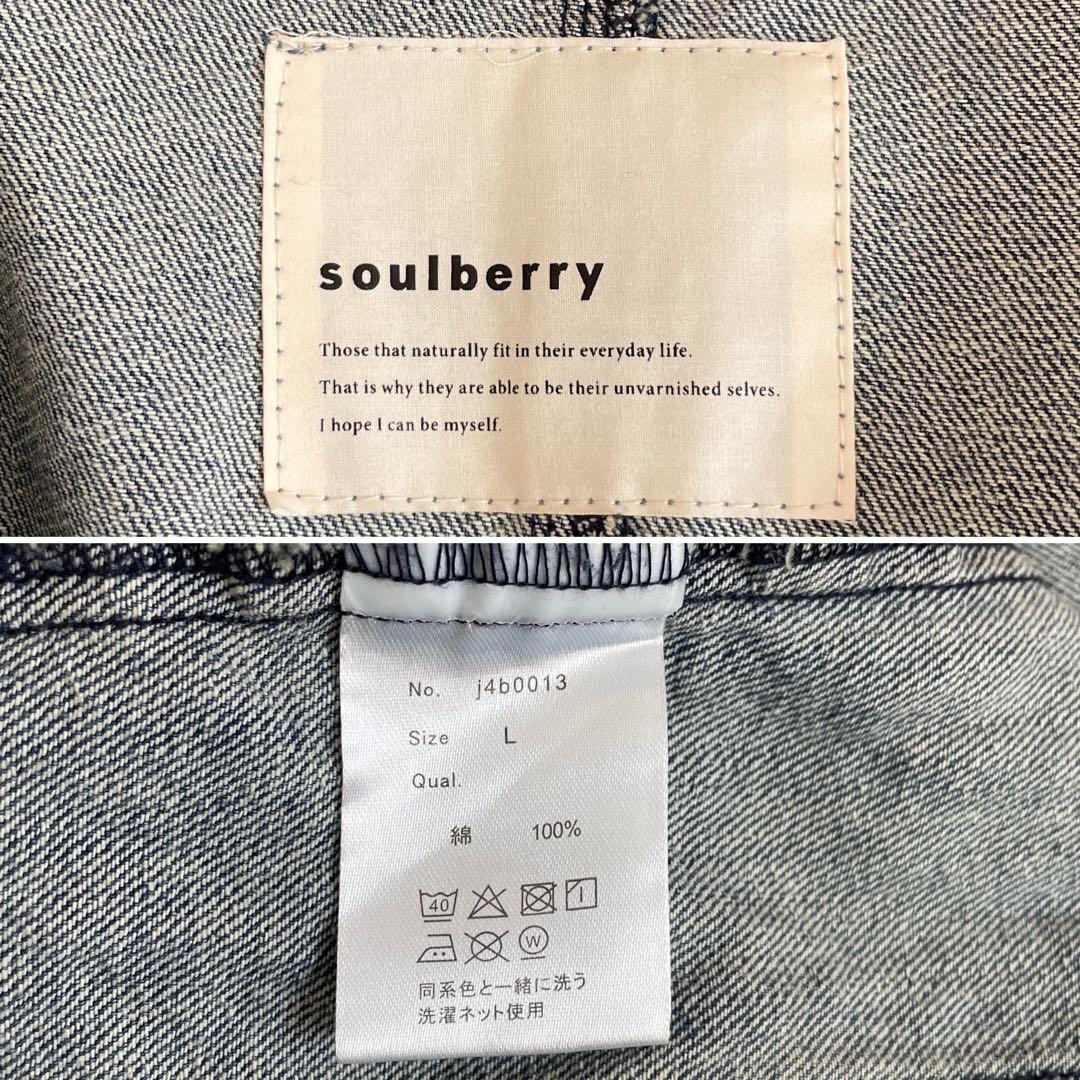 soulberry
Those that naturally fit in their everyday life.
That is why they are able to be their unvarnished selves.
I hope I can be myself.
No. j4b0013
Size L
Qual.
綿 100%
40
W
同系色と一緒に洗う
洗濯ネット使用